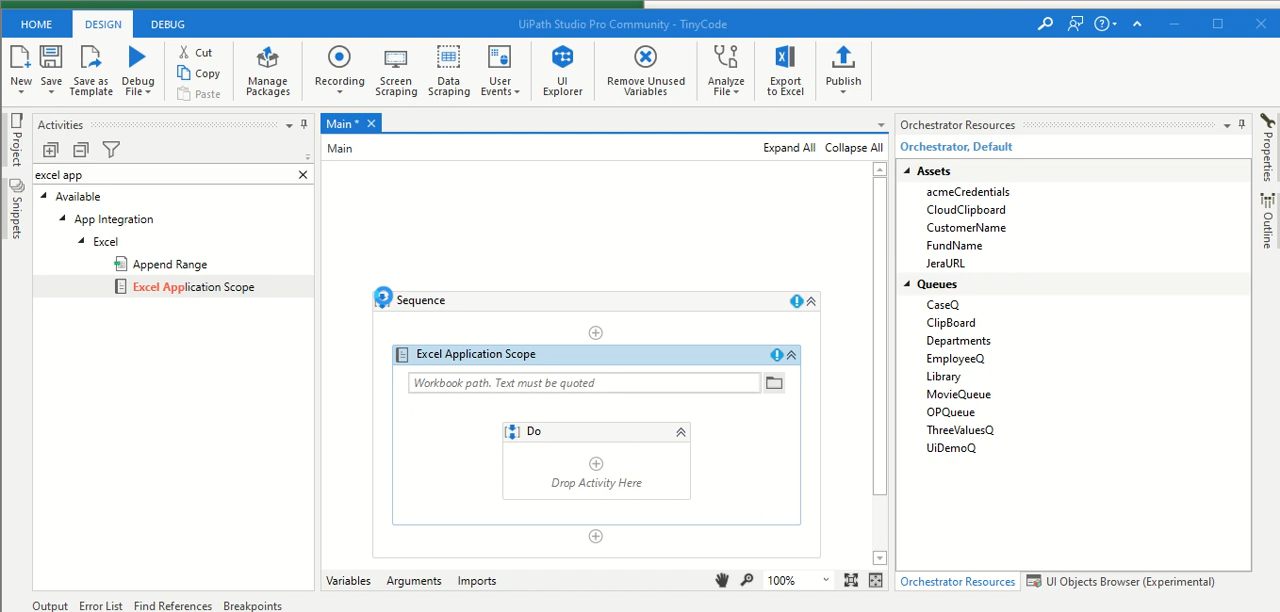 HOME DESIGN DEBUG UiPath Studio Pro Community - TinyCode
New Save Save as Template Debug File Cut Copy Paste Manage Packages Recording Screen Scraping Data Scraping User Events UI Explorer Remove Unused Variables Analyze File Export to Excel Publish
Project
Snippets
Activities
excel app
Available
App Integration
Excel
Append Range
Excel Application Scope
Main *
Main Expand All Collapse All
Sequence
Excel Application Scope
Workbook path. Text must be quoted
Do
Drop Activity Here
Variables Arguments Imports 100%
Orchestrator Resources
Orchestrator, Default
Assets
acmeCredentials
CloudClipboard
CustomerName
FundName
JeraURL
Queues
CaseQ
ClipBoard
Departments
EmployeeQ
Library
MovieQueue
OPQueue
ThreeValuesQ
UiDemoQ
Orchestrator Resources UI Objects Browser (Experimental)
Properties
Outline
Output Error List Find References Breakpoints